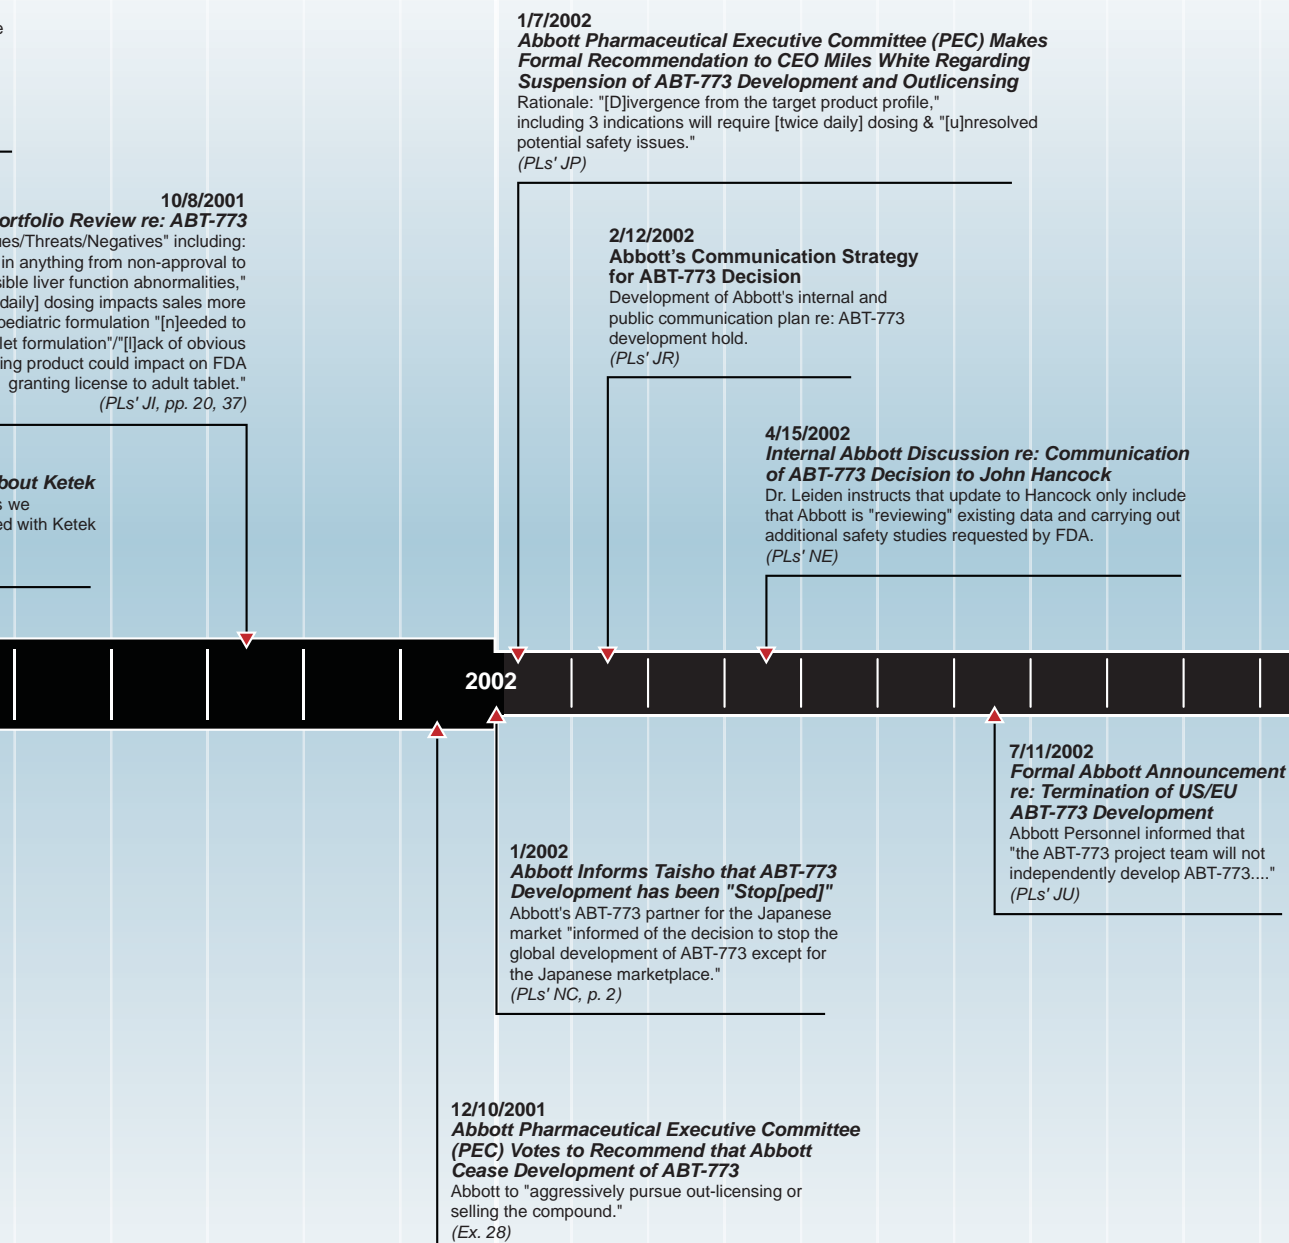 1/7/2002
Abbott Pharmaceutical Executive Committee (PEC) Makes
Formal Recommendation to CEO Miles White Regarding
Suspension of ABT-773 Development and Outlicensing
Rationale: "[D]ivergence from the target product profile,"
including 3 indications will require [twice daily] dosing & "[u]nresolved
potential safety issues."
(PLs' JP)
10/8/2001
ortfolio Review re: ABT-773
ues/Threats/Negatives" including:
in anything from non-approval to
sible liver function abnormalities,"
daily] dosing impacts sales more
pediatric formulation "[n]eeded to
let formulation"/"[l]ack of obvious
ing product could impact on FDA
granting license to adult tablet."
(PLs' JI, pp. 20, 37)
2/12/2002
Abbott’s Communication Strategy
for ABT-773 Decision
Development of Abbott's internal and
public communication plan re: ABT-773
development hold.
(PLs' JR)
bout Ketek
s we
ed with Ketek
4/15/2002
Internal Abbott Discussion re: Communication
of ABT-773 Decision to John Hancock
Dr. Leiden instructs that update to Hancock only include
that Abbott is "reviewing" existing data and carrying out
additional safety studies requested by FDA.
(PLs' NE)
2002
7/11/2002
Formal Abbott Announcement
re: Termination of US/EU
ABT-773 Development
Abbott Personnel informed that
"the ABT-773 project team will not
independently develop ABT-773...."
(PLs' JU)
1/2002
Abbott Informs Taisho that ABT-773
Development has been "Stop[ped]"
Abbott's ABT-773 partner for the Japanese
market "informed of the decision to stop the
global development of ABT-773 except for
the Japanese marketplace."
(PLs' NC, p. 2)
12/10/2001
Abbott Pharmaceutical Executive Committee
(PEC) Votes to Recommend that Abbott
Cease Development of ABT-773
Abbott to "aggressively pursue out-licensing or
selling the compound."
(Ex. 28)